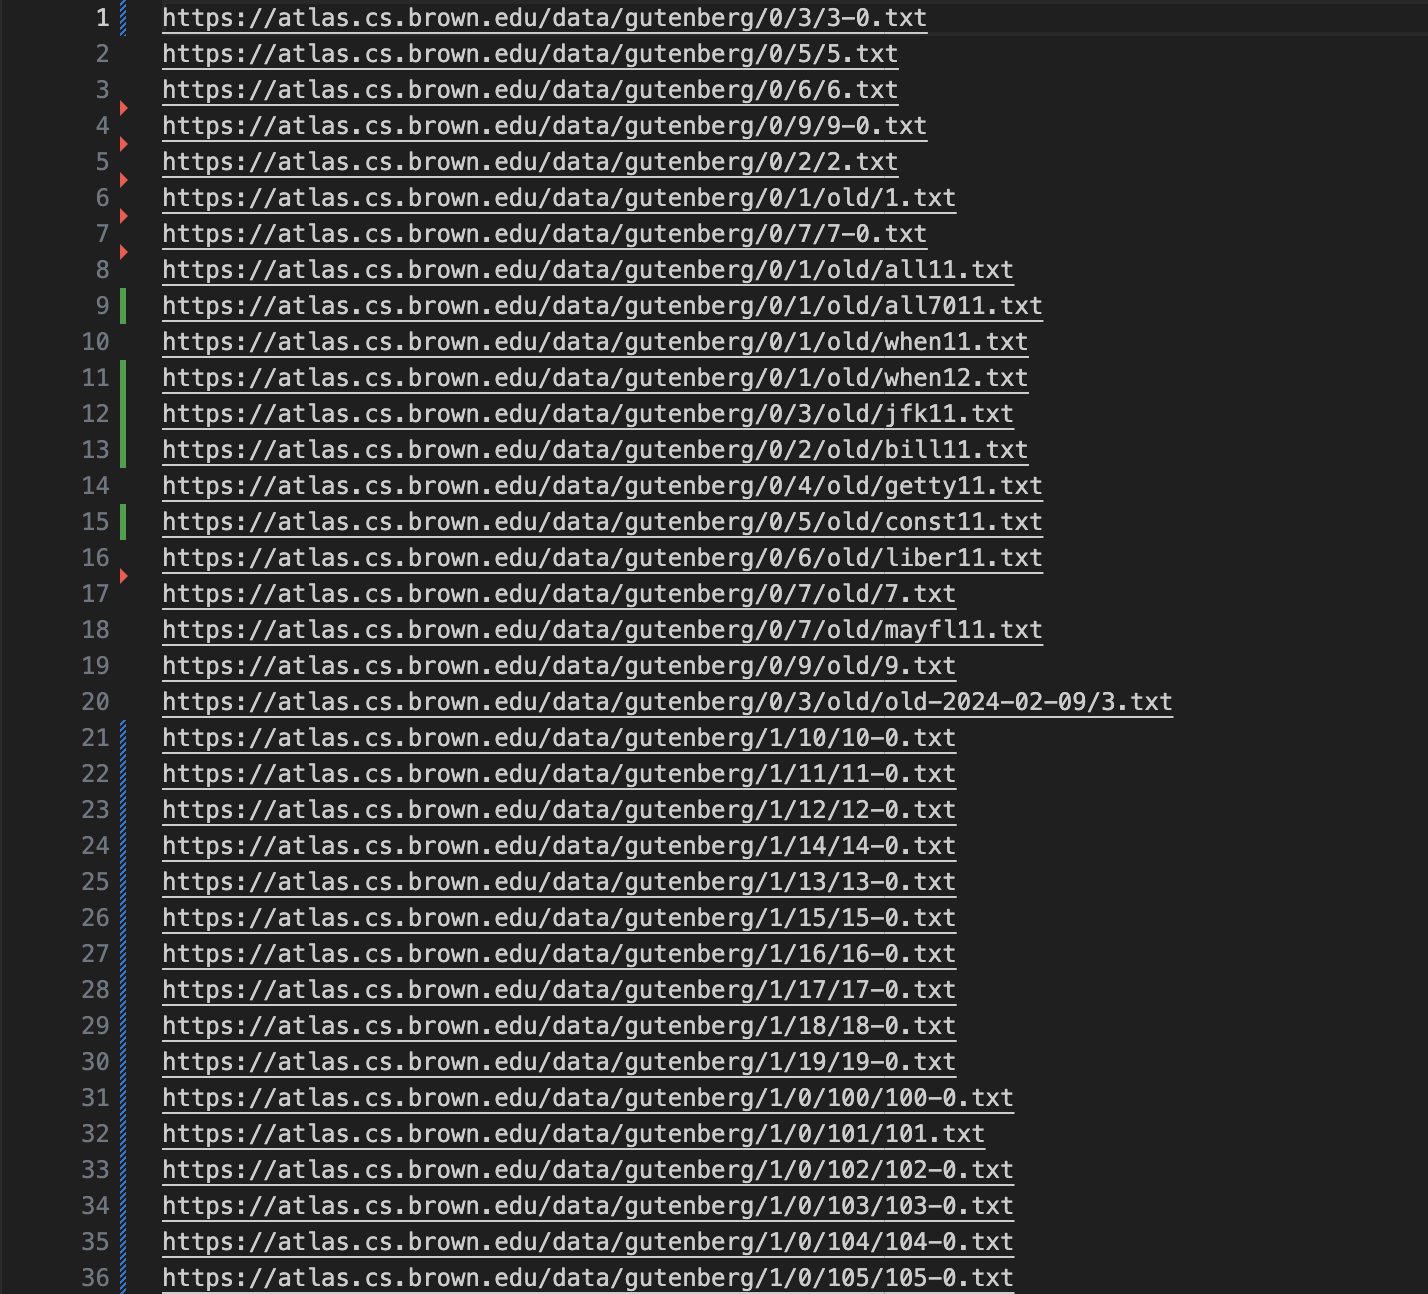 1 https://atlas.cs.brown.edu/data/gutenberg/0/3/3-0.txt
2 https://atlas.cs.brown.edu/data/gutenberg/0/5/5.txt
3 https://atlas.cs.brown.edu/data/gutenberg/0/6/6.txt
4 https://atlas.cs.brown.edu/data/gutenberg/0/9/9-0.txt
5 https://atlas.cs.brown.edu/data/gutenberg/0/2/2.txt
6 https://atlas.cs.brown.edu/data/gutenberg/0/1/old/1.txt
7 https://atlas.cs.brown.edu/data/gutenberg/0/7/7-0.txt
8 https://atlas.cs.brown.edu/data/gutenberg/0/1/old/all11.txt
9 https://atlas.cs.brown.edu/data/gutenberg/0/1/old/all7011.txt
10 https://atlas.cs.brown.edu/data/gutenberg/0/1/old/when11.txt
11 https://atlas.cs.brown.edu/data/gutenberg/0/1/old/when12.txt
12 https://atlas.cs.brown.edu/data/gutenberg/0/3/old/jfk11.txt
13 https://atlas.cs.brown.edu/data/gutenberg/0/2/old/bill11.txt
14 https://atlas.cs.brown.edu/data/gutenberg/0/4/old/getty11.txt
15 https://atlas.cs.brown.edu/data/gutenberg/0/5/old/const11.txt
16 https://atlas.cs.brown.edu/data/gutenberg/0/6/old/liber11.txt
17 https://atlas.cs.brown.edu/data/gutenberg/0/7/old/7.txt
18 https://atlas.cs.brown.edu/data/gutenberg/0/7/old/mayfl11.txt
19 https://atlas.cs.brown.edu/data/gutenberg/0/9/old/9.txt
20 https://atlas.cs.brown.edu/data/gutenberg/0/3/old/old-2024-02-09/3.txt
21 https://atlas.cs.brown.edu/data/gutenberg/1/10/10-0.txt
22 https://atlas.cs.brown.edu/data/gutenberg/1/11/11-0.txt
23 https://atlas.cs.brown.edu/data/gutenberg/1/12/12-0.txt
24 https://atlas.cs.brown.edu/data/gutenberg/1/14/14-0.txt
25 https://atlas.cs.brown.edu/data/gutenberg/1/13/13-0.txt
26 https://atlas.cs.brown.edu/data/gutenberg/1/15/15-0.txt
27 https://atlas.cs.brown.edu/data/gutenberg/1/16/16-0.txt
28 https://atlas.cs.brown.edu/data/gutenberg/1/17/17-0.txt
29 https://atlas.cs.brown.edu/data/gutenberg/1/18/18-0.txt
30 https://atlas.cs.brown.edu/data/gutenberg/1/19/19-0.txt
31 https://atlas.cs.brown.edu/data/gutenberg/1/0/100/100-0.txt
32 https://atlas.cs.brown.edu/data/gutenberg/1/0/101/101.txt
33 https://atlas.cs.brown.edu/data/gutenberg/1/0/102/102-0.txt
34 https://atlas.cs.brown.edu/data/gutenberg/1/0/103/103-0.txt
35 https://atlas.cs.brown.edu/data/gutenberg/1/0/104/104-0.txt
36 https://atlas.cs.brown.edu/data/gutenberg/1/0/105/105-0.txt